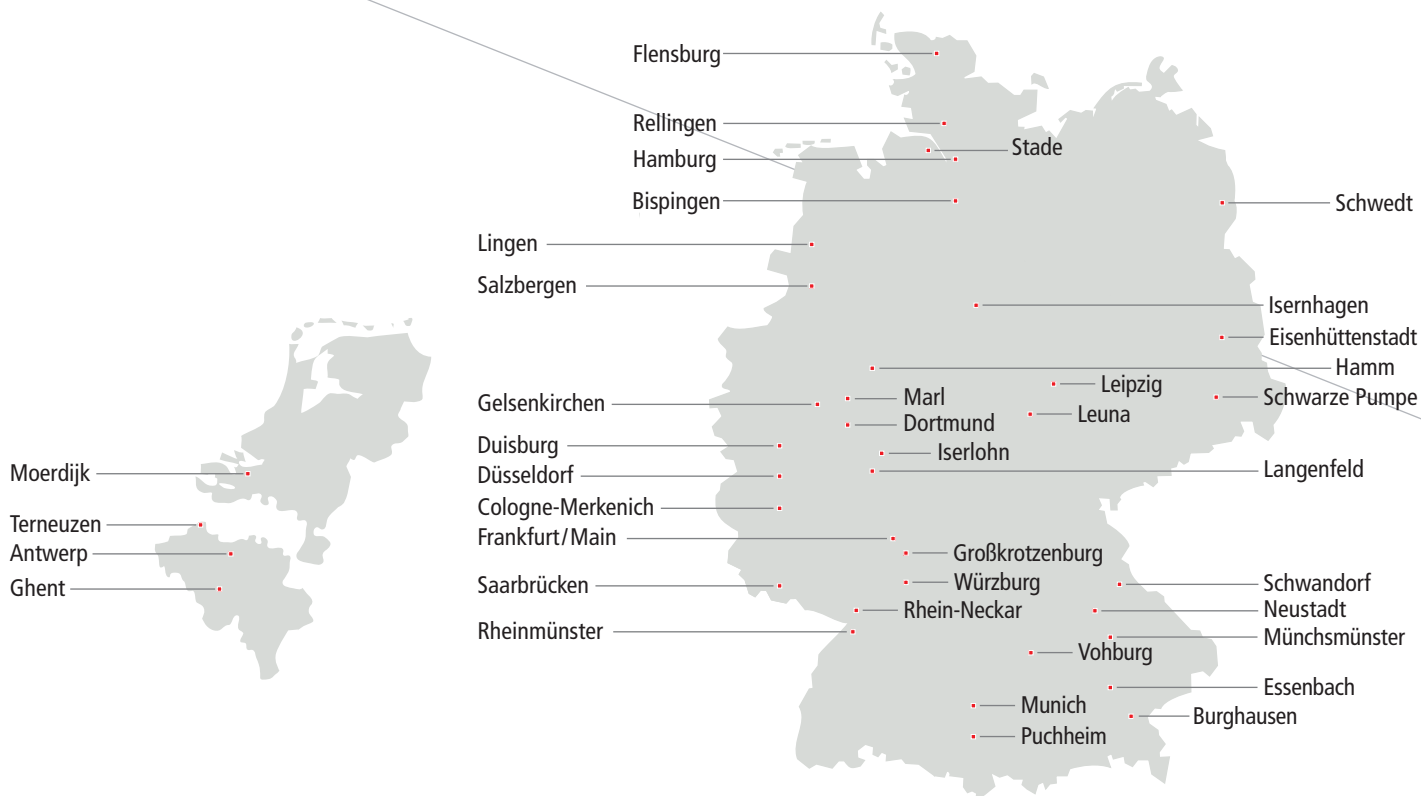 Flensburg
Rellingen
Stade
Hamburg
Bispingen
Schwedt
Lingen
Salzbergen
Isernhagen
Eisenhüttenstadt
Hamm
Leipzig
Marl
Schwarze Pumpe
Gelsenkirchen
Leuna
Dortmund
Duisburg
Iserlohn
Langenfeld
Moerdijk
Düsseldorf
Cologne-Merkenich
Terneuzen
Frankfurt/Main
Antwerp
Großkrotzenburg
Würzburg
Schwandorf
Ghent
Saarbrücken
Rhein-Neckar
Neustadt
Rheinmünster
Münchsmünster
Vohburg
Essenbach
Munich
Burghausen
Puchheim